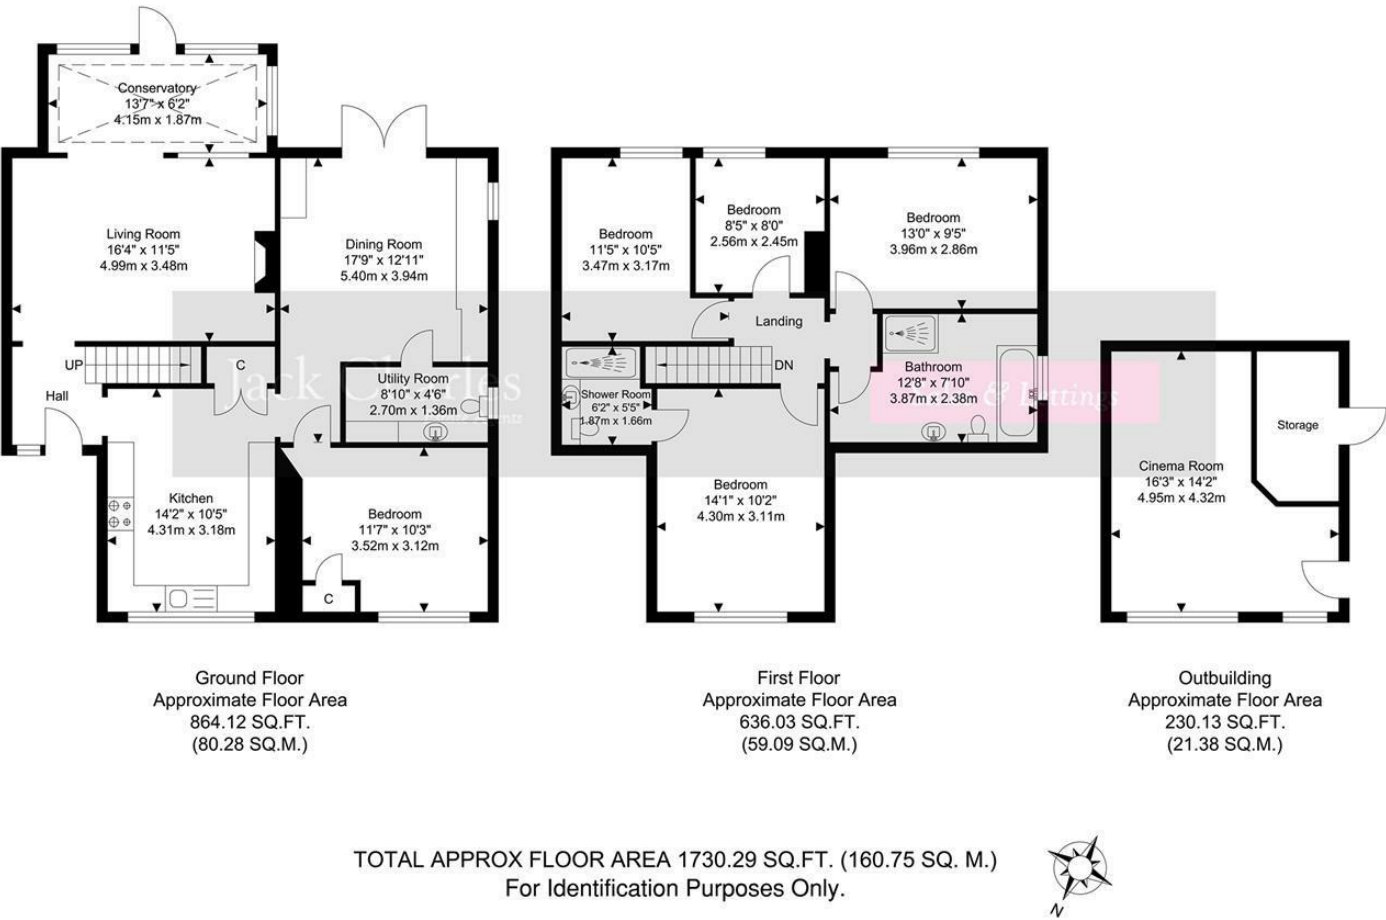 Conservatory
13'7" x 6'2"
4.15m x 1.87m
Living Room
16'4" x 11'5"
4.99m x 3.48m
Dining Room
17'9" x 12'11"
5.40m x 3.94m
UP
C
Hall
Utility Room
8'10" x 4'6"
2.70m x 1.36m
Kitchen
14'2" x 10'5"
4.31m x 3.18m
Bedroom
11'7" x 10'3"
3.52m x 3.12m
C
Bedroom
11'5" x 10'5"
3.47m x 3.17m
Bedroom
8'5" x 8'0"
2.56m x 2.45m
Bedroom
13'0" x 9'5"
3.96m x 2.86m
Landing
DN
Shower Room
6'2" x 5'5"
1.87m x 1.66m
Bathroom
12'8" x 7'10"
3.87m x 2.38m
Bedroom
14'1" x 10'2"
4.30m x 3.11m
Storage
Cinema Room
16'3" x 14'2"
4.95m x 4.32m
Jack Charles
& Lettings
Ground Floor
Approximate Floor Area
864.12 SQ.FT.
(80.28 SQ.M.)
First Floor
Approximate Floor Area
636.03 SQ.FT.
(59.09 SQ.M.)
Outbuilding
Approximate Floor Area
230.13 SQ.FT.
(21.38 SQ.M.)
TOTAL APPROX FLOOR AREA 1730.29 SQ.FT. (160.75 SQ. M.)
For Identification Purposes Only.
N